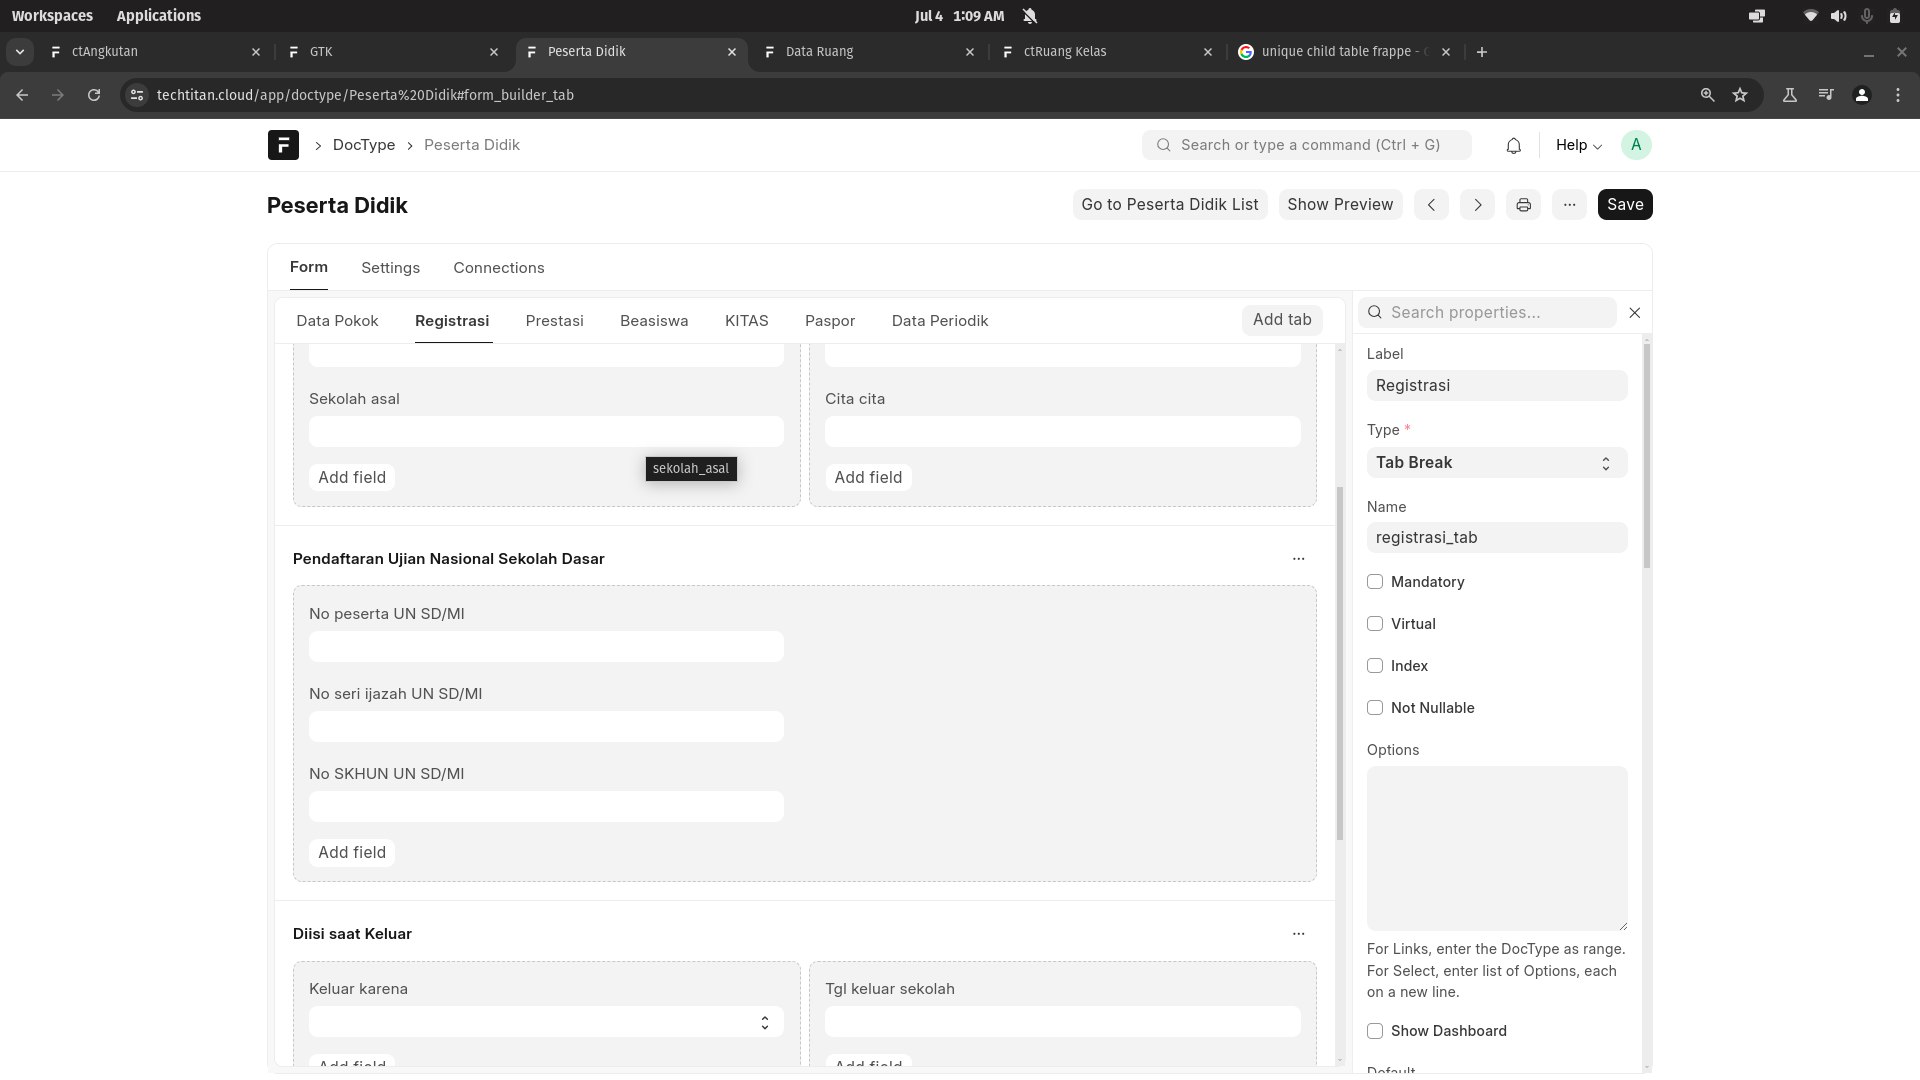 Workspaces Applications Jul 4 1:09 AM
ctAngkutan GTK Peserta Didik Data Ruang ctRuang Kelas unique child table frappe -
techtitan.cloud/app/doctype/Peserta%20Didik#form_builder_tab
DocType Peserta Didik Search or type a command (Ctrl + G) Help A
Peserta Didik Go to Peserta Didik List Show Preview ... Save
Form Settings Connections
Data Pokok Registrasi Prestasi Beasiswa KITAS Paspor Data Periodik Add tab
Sekolah asal Cita cita
sekolah_asal
Add field Add field
Pendaftaran Ujian Nasional Sekolah Dasar ...
No peserta UN SD/MI
No seri ijazah UN SD/MI
No SKHUN UN SD/MI
Add field
Diisi saat Keluar ...
Keluar karena Tgl keluar sekolah
Add field Add field
Search properties...
Label
Registrasi
Type *
Tab Break
Name
registrasi_tab
Mandatory
Virtual
Index
Not Nullable
Options
For Links, enter the DocType as range.
For Select, enter list of Options, each
on a new line.
Show Dashboard
Default